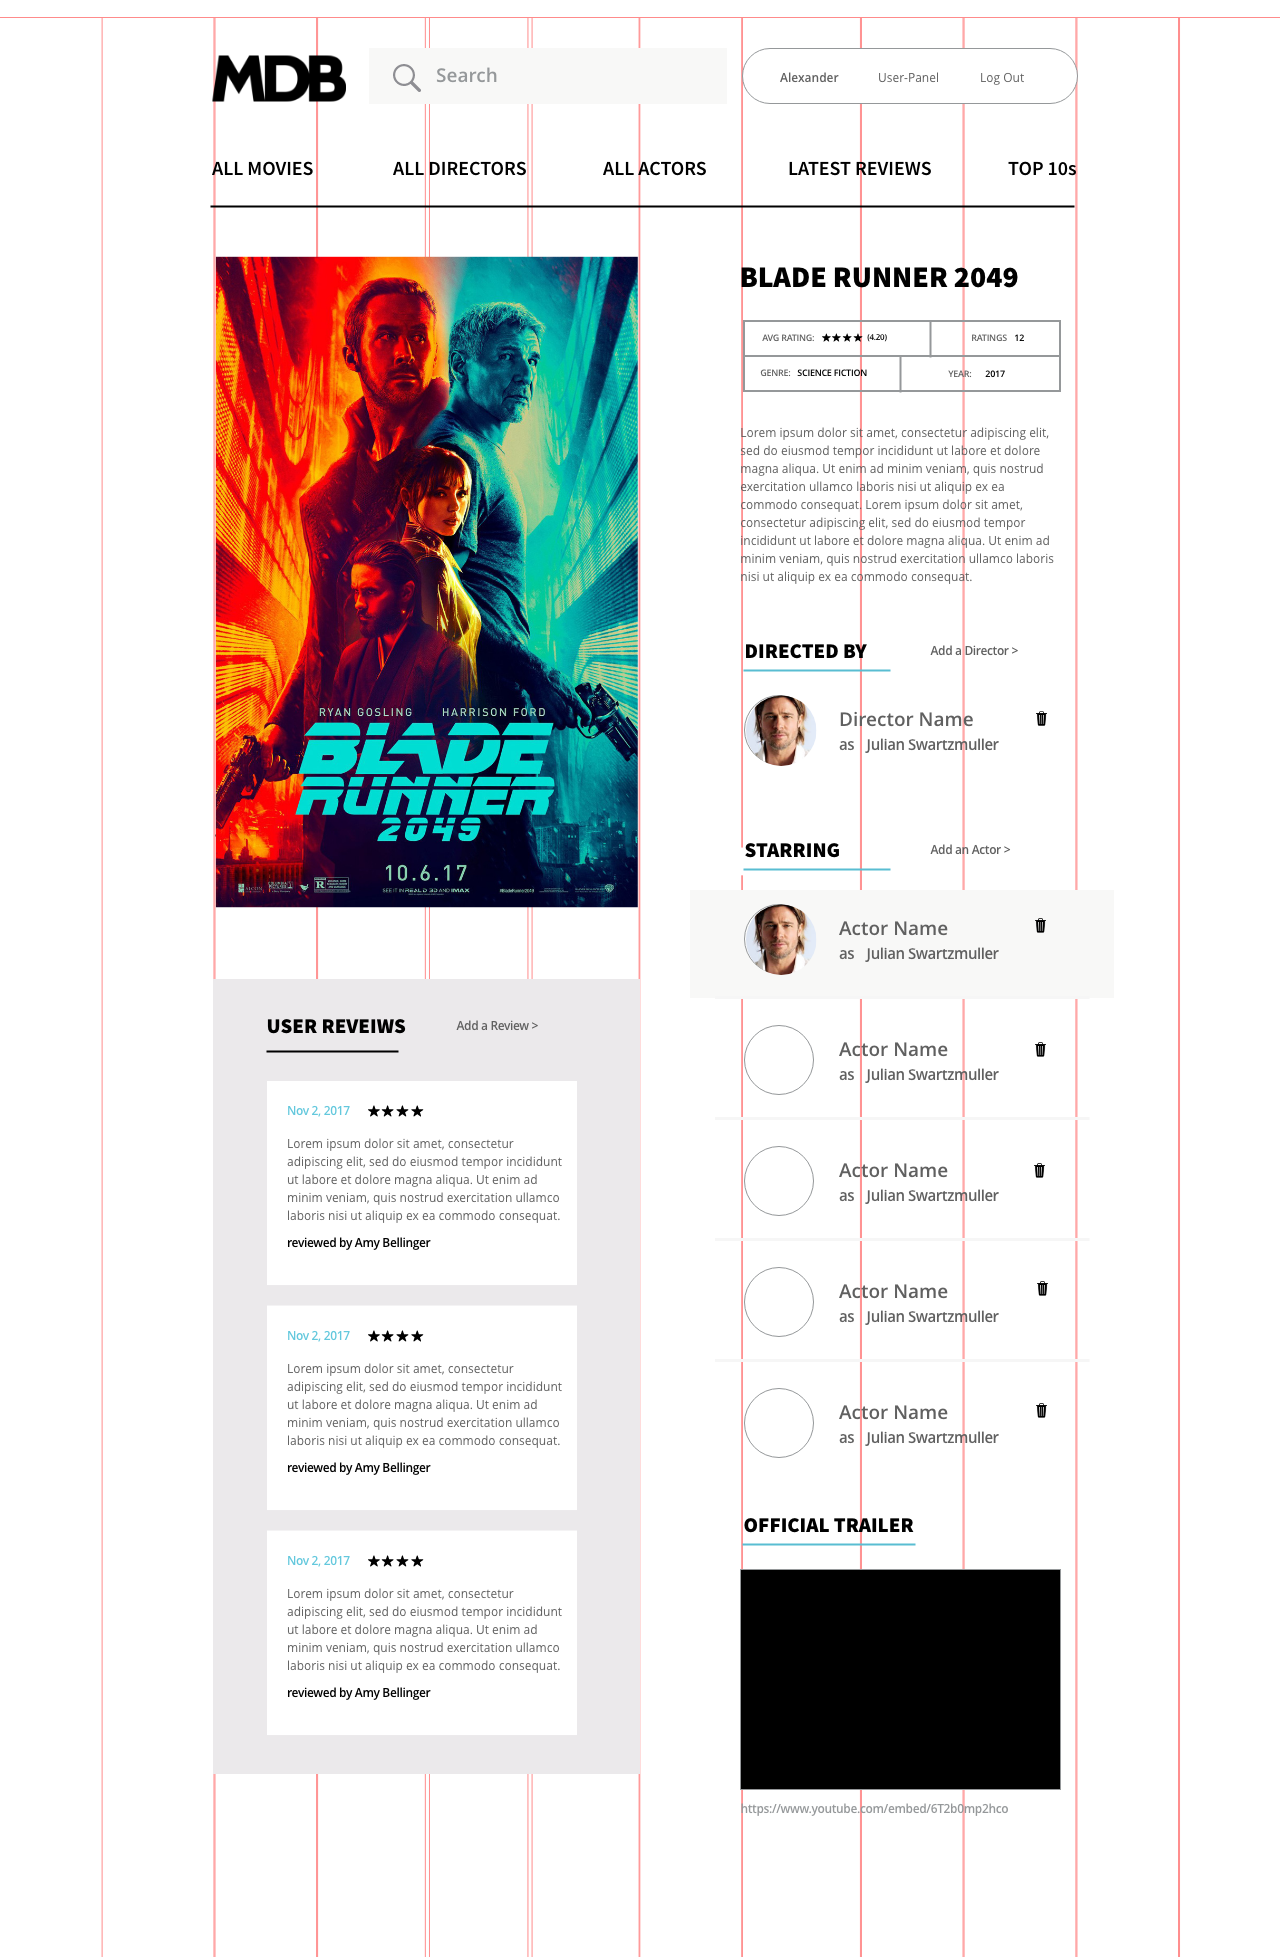 MDB
Search
Alexander User-Panel Log Out
ALL MOVIES ALL DIRECTORS ALL ACTORS LATEST REVIEWS TOP 10s
RYAN GOSLING HARRISON FORD
BLADE
RUNNER
2049
10.6.17
SEE IT IN REAL D 3D AND IMAX
R
USER REVEIWS Add a Review >
Nov 2, 2017
Lorem ipsum dolor sit amet, consectetur
adipiscing elit, sed do eiusmod tempor incididunt
ut labore et dolore magna aliqua. Ut enim ad
minim veniam, quis nostrud exercitation ullamco
laboris nisi ut aliquip ex ea commodo consequat.
reviewed by Amy Bellinger
Nov 2, 2017
Lorem ipsum dolor sit amet, consectetur
adipiscing elit, sed do eiusmod tempor incididunt
ut labore et dolore magna aliqua. Ut enim ad
minim veniam, quis nostrud exercitation ullamco
laboris nisi ut aliquip ex ea commodo consequat.
reviewed by Amy Bellinger
Nov 2, 2017
Lorem ipsum dolor sit amet, consectetur
adipiscing elit, sed do eiusmod tempor incididunt
ut labore et dolore magna aliqua. Ut enim ad
minim veniam, quis nostrud exercitation ullamco
laboris nisi ut aliquip ex ea commodo consequat.
reviewed by Amy Bellinger
BLADE RUNNER 2049
AVG RATING: ★★★★ (4.20) RATINGS 12
GENRE: SCIENCE FICTION YEAR: 2017
Lorem ipsum dolor sit amet, consectetur adipiscing elit,
sed do eiusmod tempor incididunt ut labore et dolore
magna aliqua. Ut enim ad minim veniam, quis nostrud
exercitation ullamco laboris nisi ut aliquip ex ea
commodo consequat. Lorem ipsum dolor sit amet,
consectetur adipiscing elit, sed do eiusmod tempor
incididunt ut labore et dolore magna aliqua. Ut enim ad
minim veniam, quis nostrud exercitation ullamco laboris
nisi ut aliquip ex ea commodo consequat.
DIRECTED BY Add a Director >
Director Name
as Julian Swartzmuller
STARRING Add an Actor >
Actor Name
as Julian Swartzmuller
Actor Name
as Julian Swartzmuller
Actor Name
as Julian Swartzmuller
Actor Name
as Julian Swartzmuller
Actor Name
as Julian Swartzmuller
OFFICIAL TRAILER
https://www.youtube.com/embed/6T2b0mp2hco